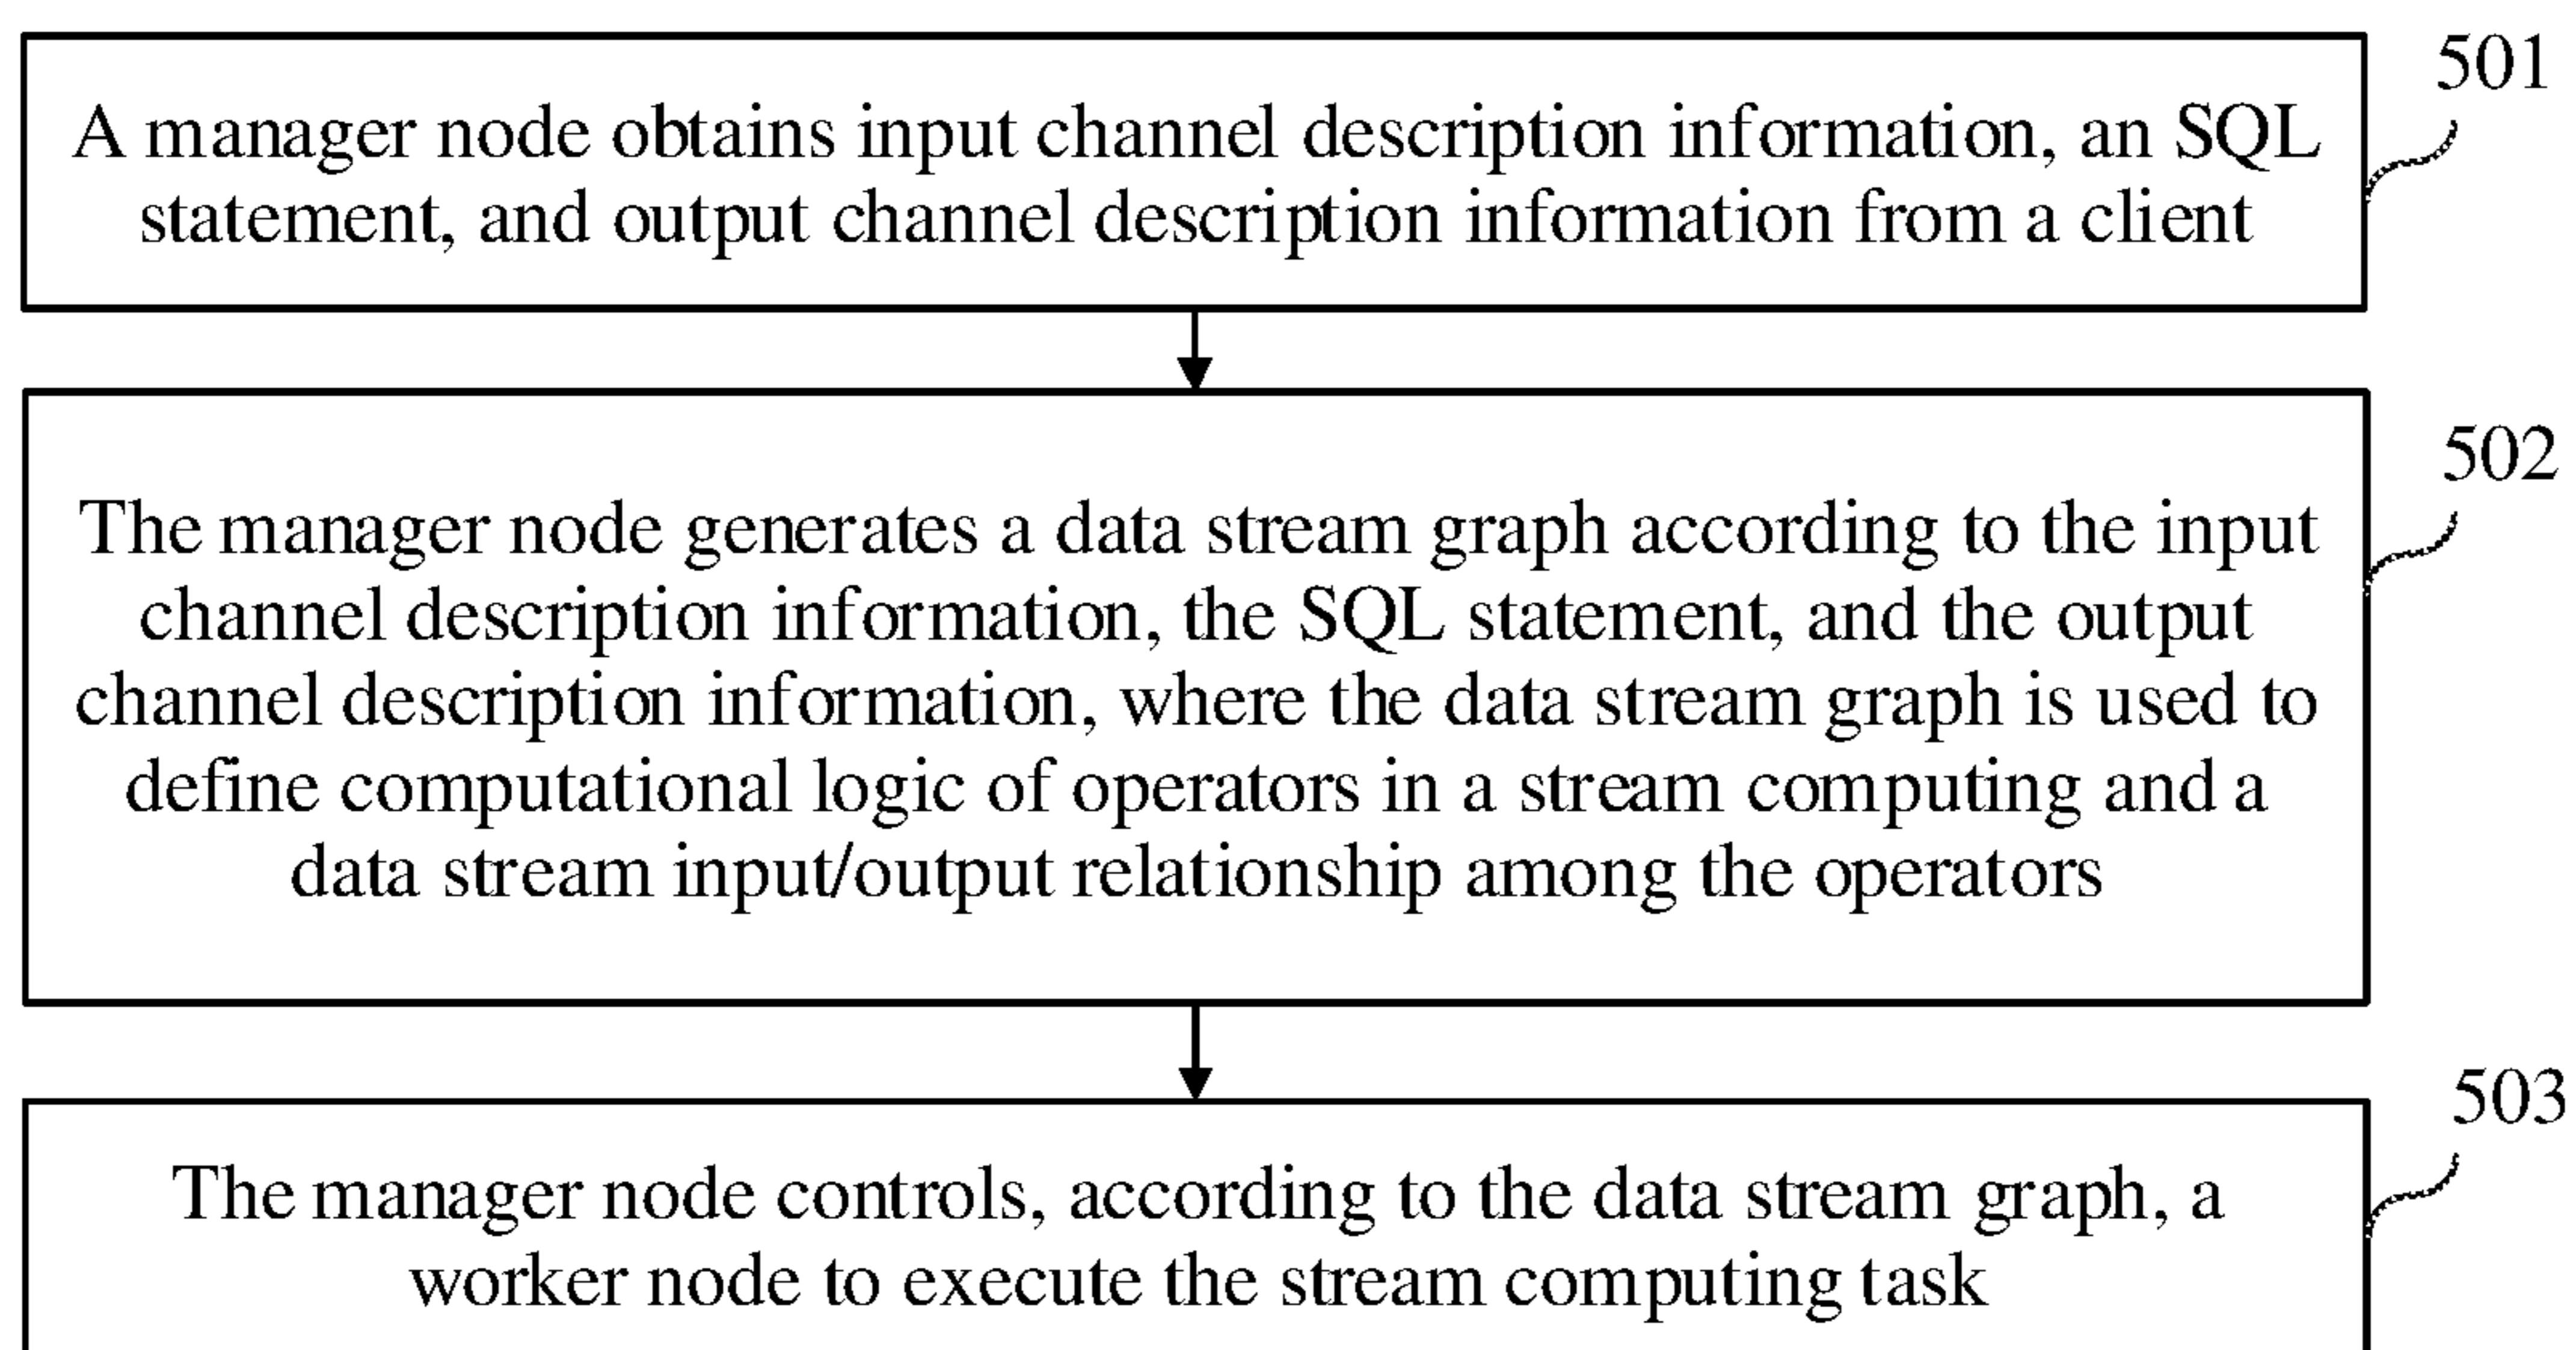 501
A manager node obtains input channel description information, an SQL
statement, and output channel description information from a client
502
The manager node generates a data stream graph according to the input
channel description information, the SQL statement, and the output
channel description information, where the data stream graph is used to
define computational logic of operators in a stream computing and a
data stream input/output relationship among the operators
503
The manager node controls, according to the data stream graph, a
worker node to execute the stream computing task